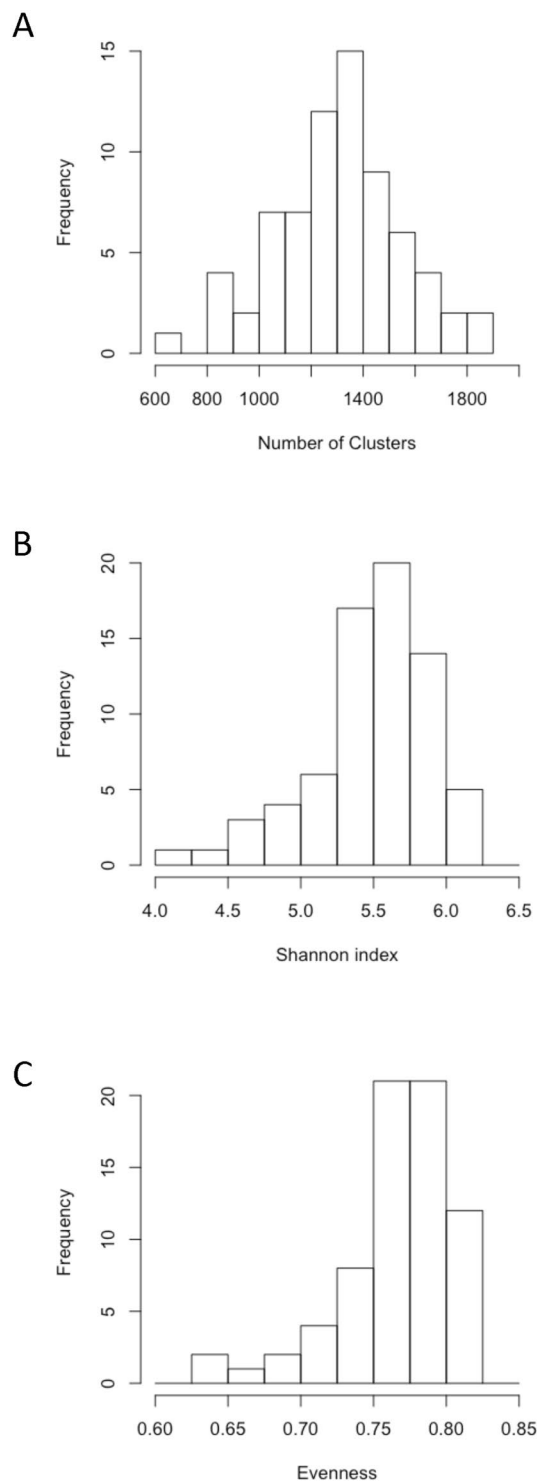 A
15
10
5
0
Frequency
600 800 1000 1400 1800
Number of Clusters
B
20
15
10
5
0
Frequency
4.0 4.5 5.0 5.5 6.0 6.5
Shannon index
C
20
15
10
5
0
Frequency
0.60 0.65 0.70 0.75 0.80 0.85
Evenness